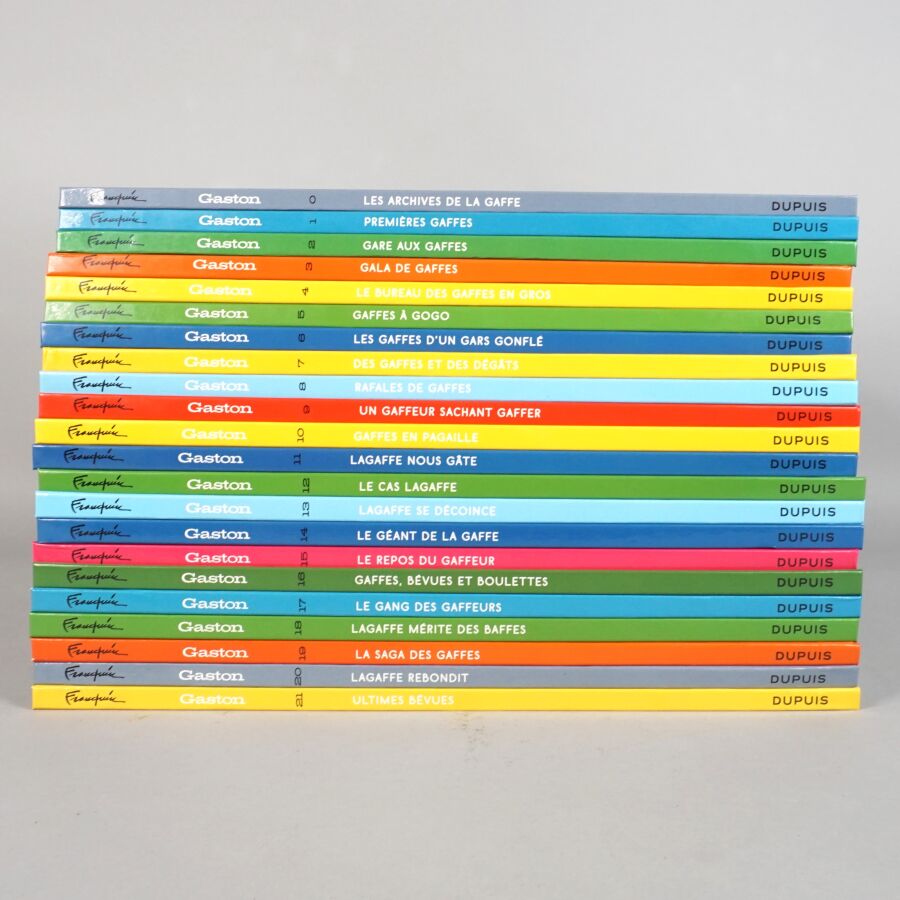 Franquin Gaston 0 LES ARCHIVES DE LA GAFFE DUPUIS
Franquin Gaston 1 PREMIÈRES GAFFES DUPUIS
Franquin Gaston 2 GARE AUX GAFFES DUPUIS
Franquin Gaston 3 GALA DE GAFFES DUPUIS
Franquin Gaston 4 LE BUREAU DES GAFFES EN GROS DUPUIS
Franquin Gaston 5 GAFFES À GOGO DUPUIS
Franquin Gaston 6 LES GAFFES D'UN GARS GONFLÉ DUPUIS
Franquin Gaston 7 DES GAFFES ET DES DÉGÂTS DUPUIS
Franquin Gaston 8 RAFALES DE GAFFES DUPUIS
Franquin Gaston 9 UN GAFFEUR SACHANT GAFFER DUPUIS
Franquin Gaston 10 GAFFES EN PAGAILLE DUPUIS
Franquin Gaston 11 LAGAFFE NOUS GÂTE DUPUIS
Franquin Gaston 12 LE CAS LAGAFFE DUPUIS
Franquin Gaston 13 LAGAFFE SE DÉCOINCE DUPUIS
Franquin Gaston 14 LE GÉANT DE LA GAFFE DUPUIS
Franquin Gaston 15 LE REPOS DU GAFFEUR DUPUIS
Franquin Gaston 16 GAFFES, BÉVUES ET BOULETTES DUPUIS
Franquin Gaston 17 LE GANG DES GAFFEURS DUPUIS
Franquin Gaston 18 LAGAFFE MÉRITE DES BAFFES DUPUIS
Franquin Gaston 19 LA SAGA DES GAFFES DUPUIS
Franquin Gaston 20 LAGAFFE REBONDIT DUPUIS
Franquin Gaston 21 ULTIMES BÉVUES DUPUIS